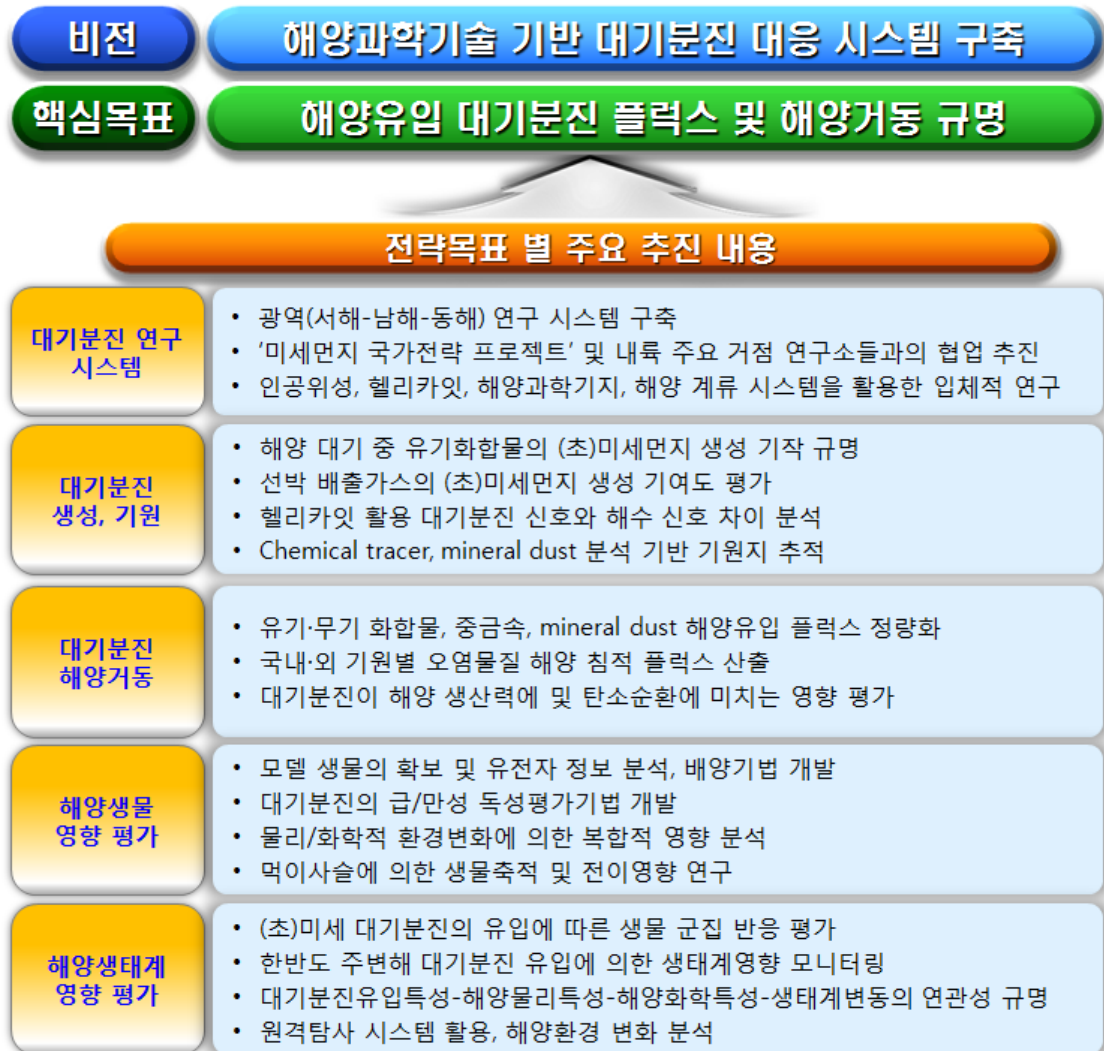 비전
해양과학기술 기반 대기분진 대응 시스템 구축
핵심목표
해양유입 대기분진 플럭스 및 해양거동 규명
전략목표 별 주요 추진 내용
대기분진 연구
시스템
• 광역(서해-남해-동해) 연구 시스템 구축
• '미세먼지 국가전략 프로젝트' 및 내륙 주요 거점 연구소들과의 협업 추진
• 인공위성, 헬리카잇, 해양과학기지, 해양 계류 시스템을 활용한 입체적 연구
대기분진
생성, 기원
• 해양 대기 중 유기화합물의 (초)미세먼지 생성 기작 규명
• 선박 배출가스의 (초)미세먼지 생성 기여도 평가
• 헬리카잇 활용 대기분진 신호와 해수 신호 차이 분석
• Chemical tracer, mineral dust 분석 기반 기원지 추적
대기분진
해양거동
• 유기·무기 화합물, 중금속, mineral dust 해양유입 플럭스 정량화
• 국내·외 기원별 오염물질 해양 침적 플럭스 산출
• 대기분진이 해양 생산력에 및 탄소순환에 미치는 영향 평가
해양생물
영향 평가
• 모델 생물의 확보 및 유전자 정보 분석, 배양기법 개발
• 대기분진의 급/만성 독성평가기법 개발
• 물리/화학적 환경변화에 의한 복합적 영향 분석
• 먹이사슬에 의한 생물축적 및 전이영향 연구
해양생태계
영향 평가
• (초)미세 대기분진의 유입에 따른 생물 군집 반응 평가
• 한반도 주변해 대기분진 유입에 의한 생태계영향 모니터링
• 대기분진유입특성-해양물리특성-해양화학특성-생태계변동의 연관성 규명
• 원격탐사 시스템 활용, 해양환경 변화 분석